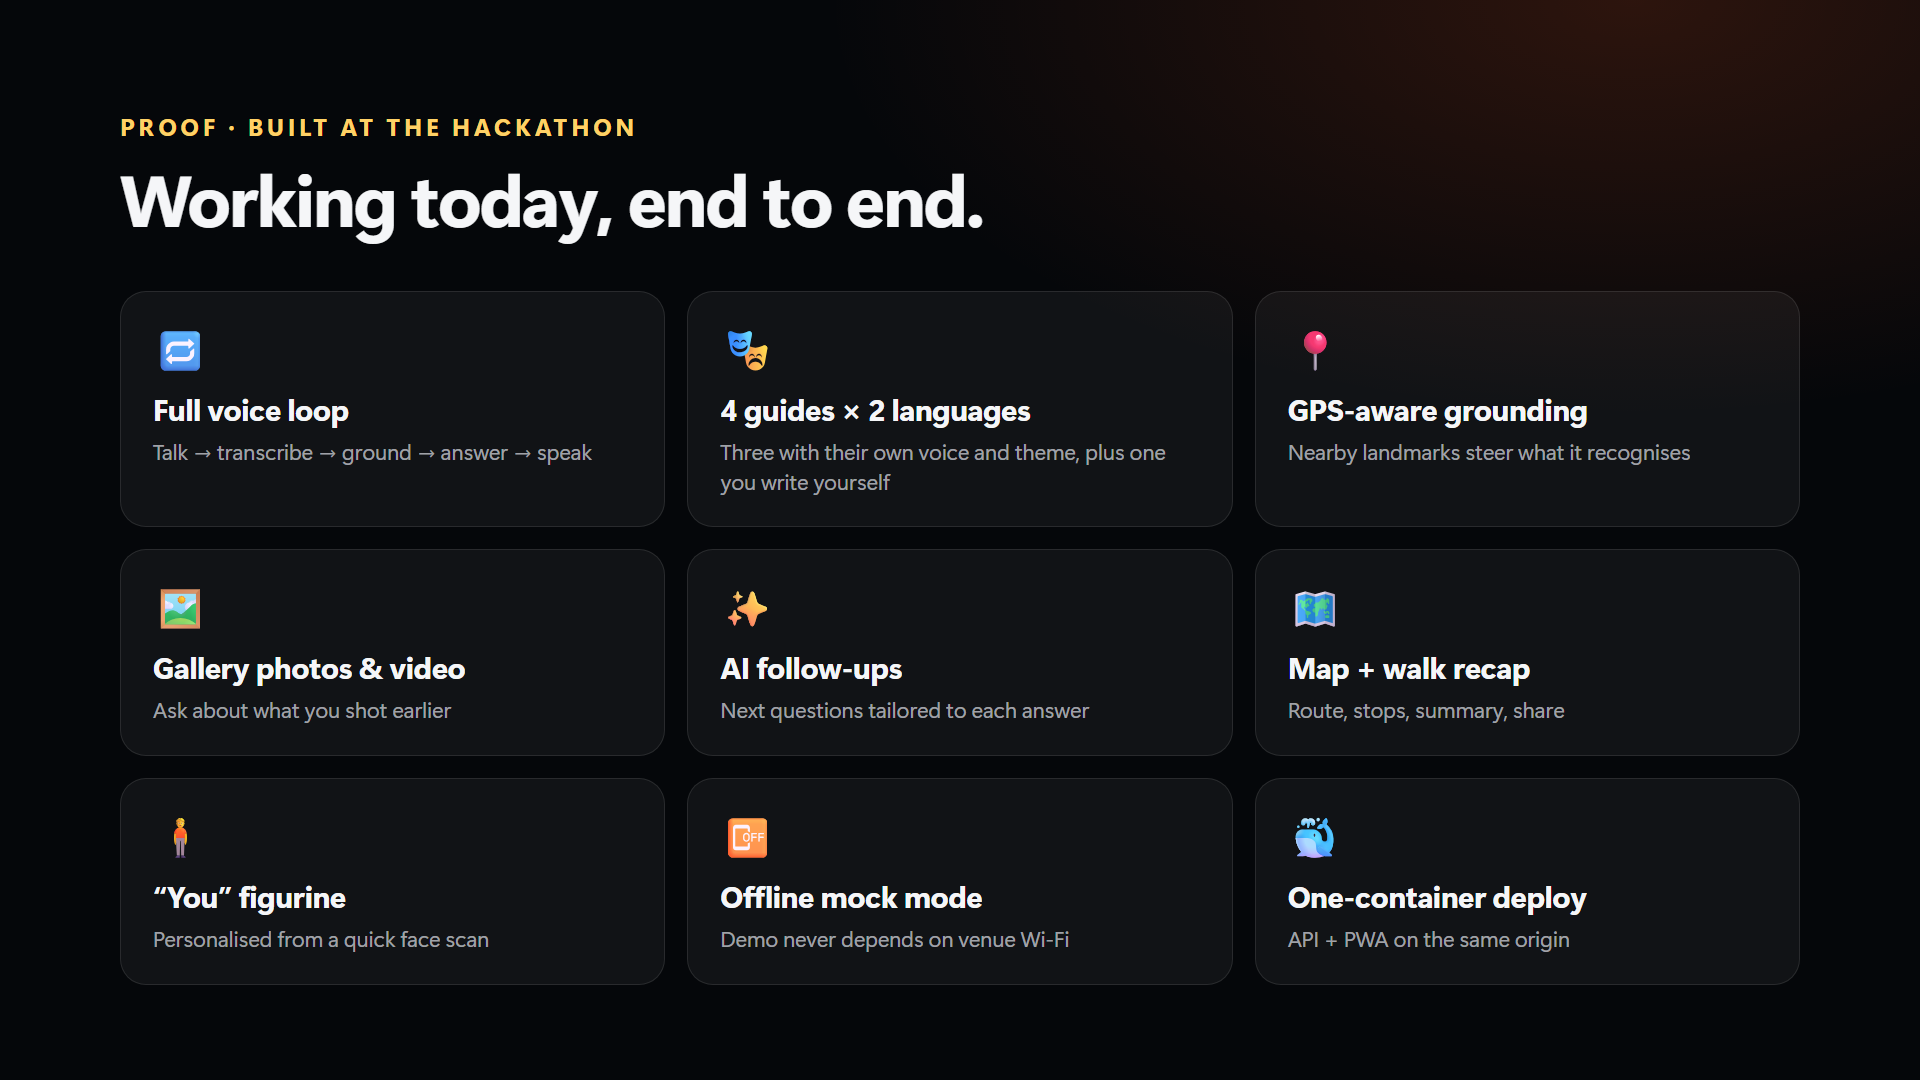 PROOF · BUILT AT THE HACKATHON
Working today, end to end.
Full voice loop
Talk → transcribe → ground → answer → speak
4 guides × 2 languages
Three with their own voice and theme, plus one
you write yourself
GPS-aware grounding
Nearby landmarks steer what it recognises
Gallery photos & video
Ask about what you shot earlier
AI follow-ups
Next questions tailored to each answer
Map + walk recap
Route, stops, summary, share
“You” figurine
Personalised from a quick face scan
OFF
Offline mock mode
Demo never depends on venue Wi-Fi
One-container deploy
API + PWA on the same origin